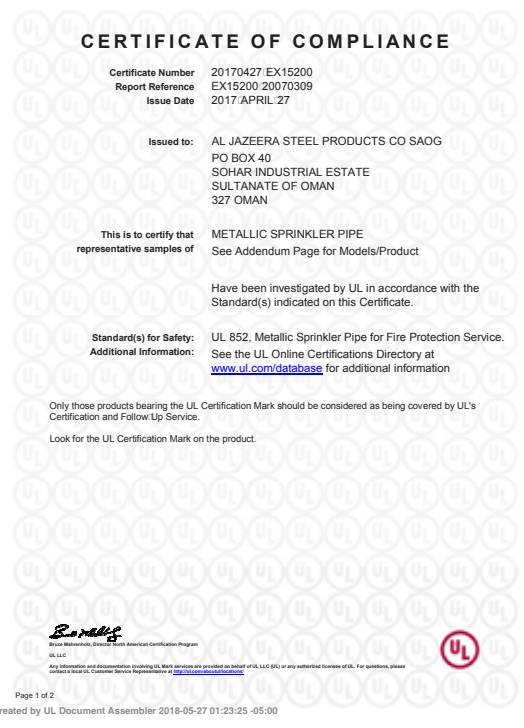 CERTIFICATE OF COMPLIANCE
Certificate Number 20170427 EX15200
Report Reference EX15200 20070309
Issue Date 2017 APRIL 27
Issued to: AL JAZEERA STEEL PRODUCTS CO SAOG
PO BOX 40
SOHAR INDUSTRIAL ESTATE
SULTANATE OF OMAN
327 OMAN
This is to certify that METALLIC SPRINKLER PIPE
representative samples of See Addendum Page for Models/Product
Have been investigated by UL in accordance with the
Standard(s) indicated on this Certificate.
Standard(s) for Safety: UL 852, Metallic Sprinkler Pipe for Fire Protection Service.
Additional Information: See the UL Online Certifications Directory at
www.ul.com/database for additional information
Only those products bearing the UL Certification Mark should be considered as being covered by UL's
Certification and Follow Up Service.
Look for the UL Certification Mark on the product.
Bruce Mahrenholz, Director North American Certification Program
UL LLC
Any information and documentation involving UL Mark services are provided on behalf of UL LLC (UL) or any authorized licensee of UL. For questions, please
contact a local UL Customer Service Representative at http://ul.com/aboutul/locations/
UL
Page 1 of 2
reated by UL Document Assembler 2018-05-27 01:23:25 -05:00